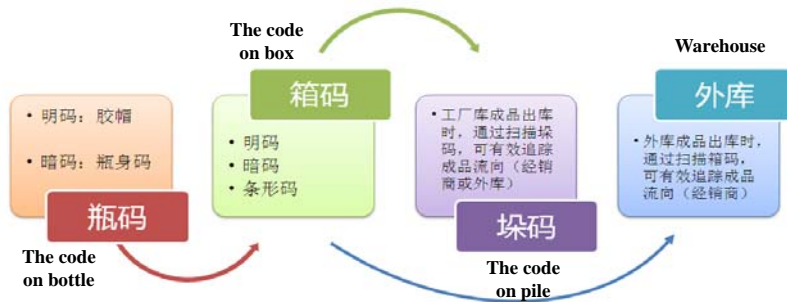 The code
on box
Warehouse
箱码
外库
• 明码：胶帽
• 暗码：瓶身码
瓶码
The code
on bottle
• 明码
• 暗码
• 条形码
• 工厂库成品出库
时，通过扫描垛
码，可有效追踪
成品流向（经销
商或外库）
垛码
The code
on pile
• 外库成品出库时，
通过扫描箱码，
可有效追踪成品
流向（经销商）